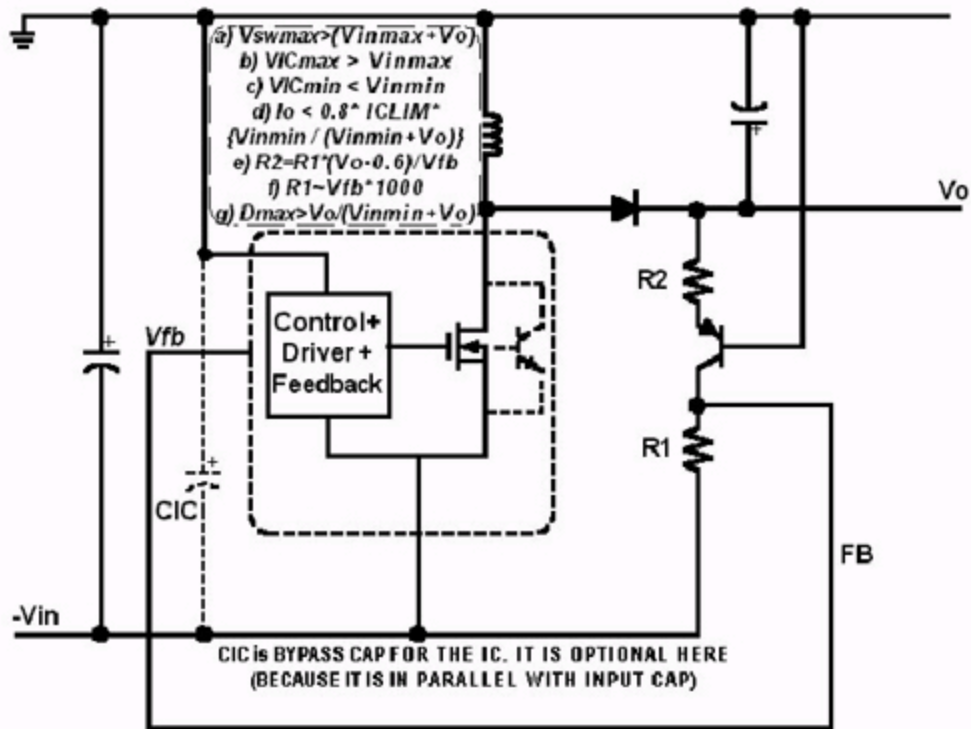 a) Vswmax>(Vinmax+Vo)
b) VICmax > Vinmax
c) VICmin < Vinmin
d) Io < 0.8* ICLIM*
{Vinmin / (Vinmin+Vo)}
e) R2=R1*(Vo-0.6)/Vfb
f) R1~Vfb*1000
g) Dmax>Vo/(Vinmin+Vo)
+
Vo
R2
+
Vfb
Control+
Driver+
Feedback
R1
+
CIC
FB
-Vin
CIC is BYPASS CAP FOR THE IC. IT IS OPTIONAL HERE
(BECAUSE IT IS IN PARALLEL WITH INPUT CAP)